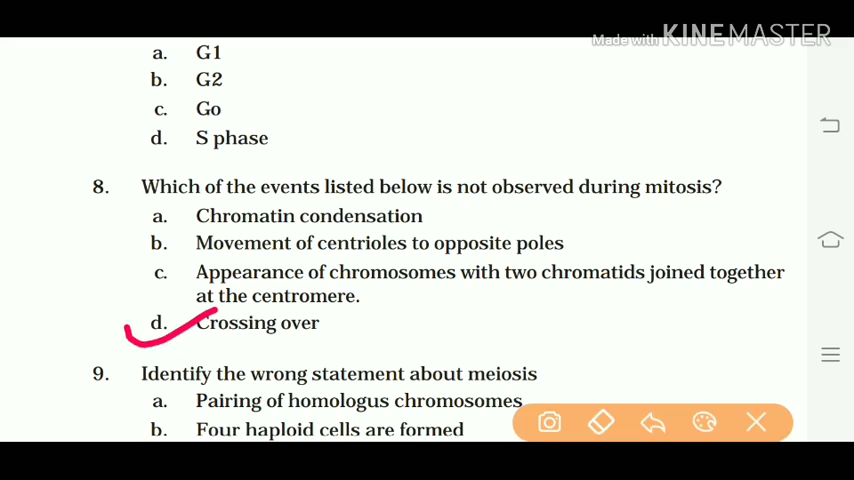 Made with KINEMASTER
a. G1
b. G2
c. Go
d. S phase
8. Which of the events listed below is not observed during mitosis?
a. Chromatin condensation
b. Movement of centrioles to opposite poles
c. Appearance of chromosomes with two chromatids joined together
at the centromere.
d. Crossing over
9. Identify the wrong statement about meiosis
a. Pairing of homologus chromosomes
b. Four haploid cells are formed